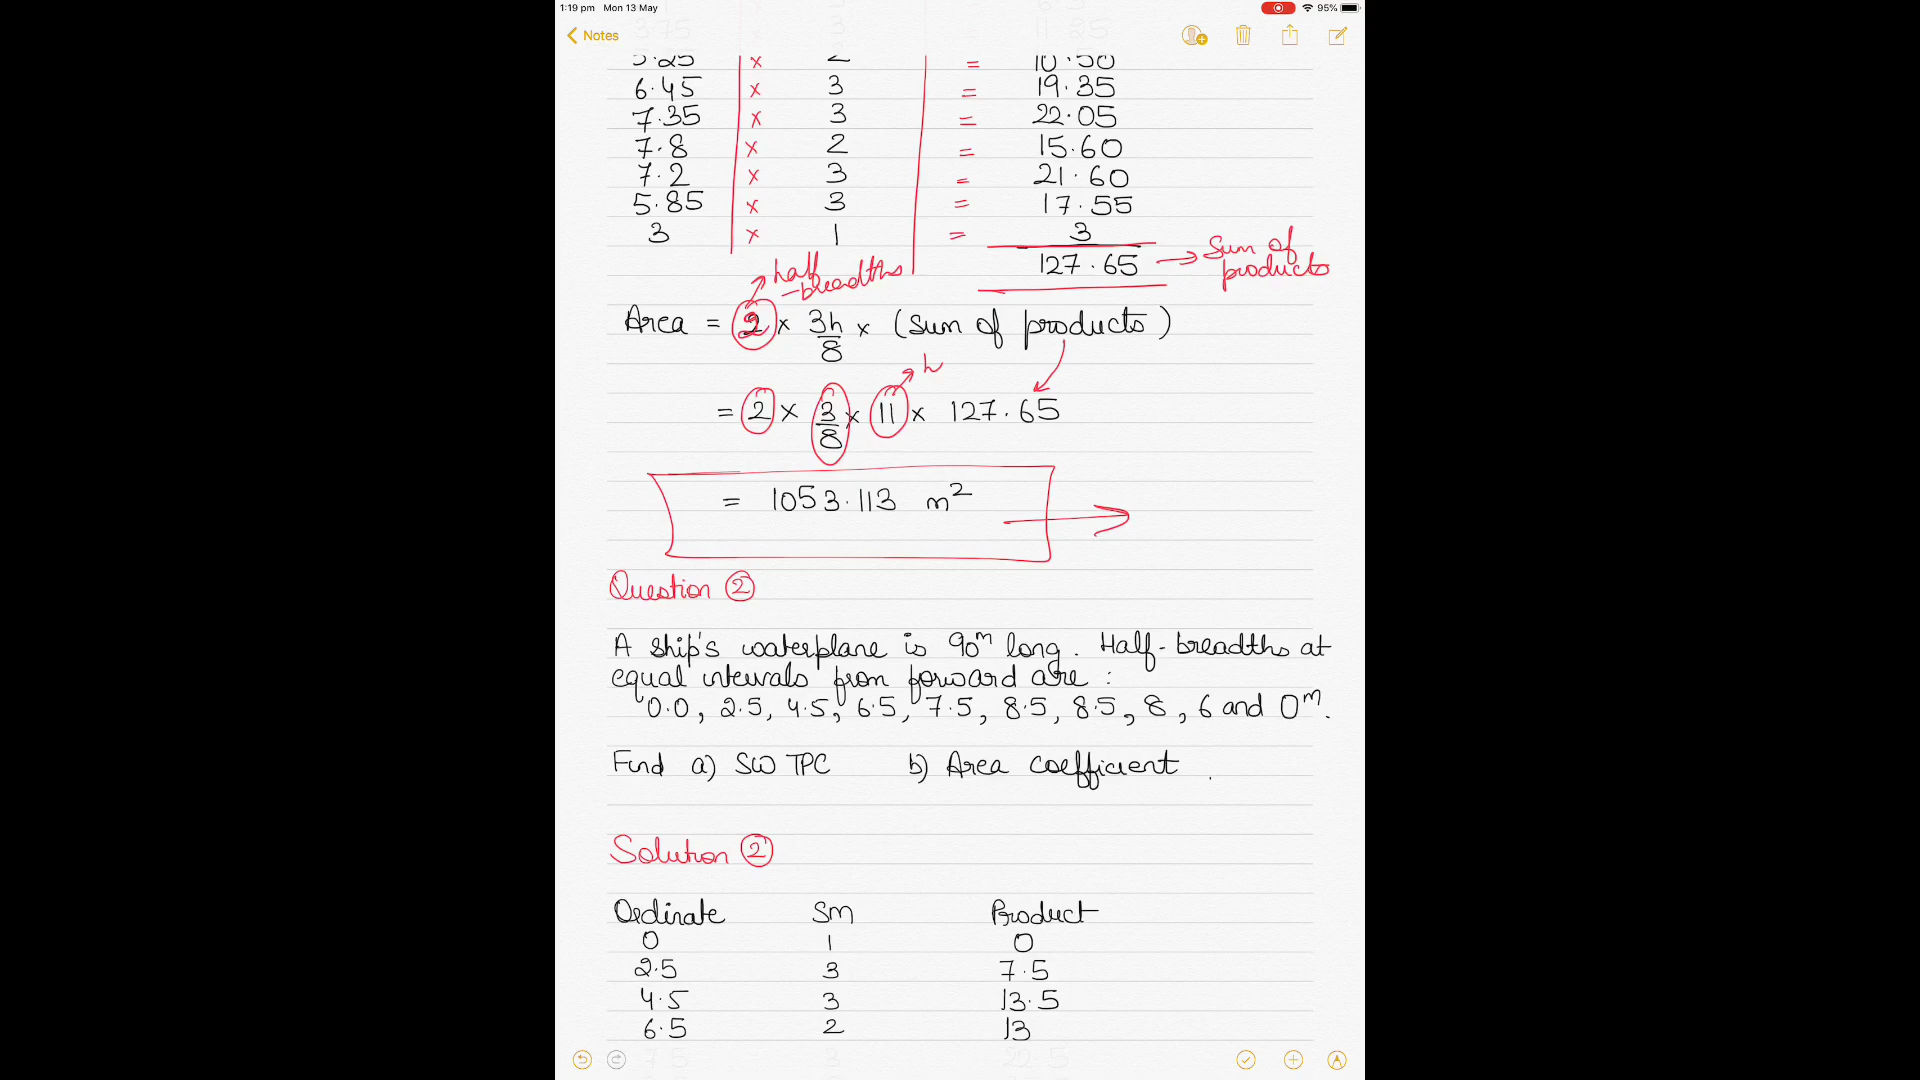 1:19 pm Mon 13 May 95%
Notes
5.25 × 2 = 10.50
6.45 × 3 = 19.35
7.35 × 3 = 22.05
7.8 × 2 = 15.60
7.2 × 3 = 21.60
5.85 × 3 = 17.55
3 × 1 = 3
127.65 → Sum of products
half-breadths
Area = 2 × 3h/8 × (Sum of products)
h
= 2 × 3/8 × 11 × 127.65
= 1053.113 m²
Question 2
A ship's waterplane is 90m long. Half-breadths at
equal intervals from forward are :
0.0, 2.5, 4.5, 6.5, 7.5, 8.5, 8.5, 8, 6 and 0m.
Find a) SW TPC b) Area coefficient.
Solution 2
Ordinate SM Product
0 1 0
2.5 3 7.5
4.5 3 13.5
6.5 2 13